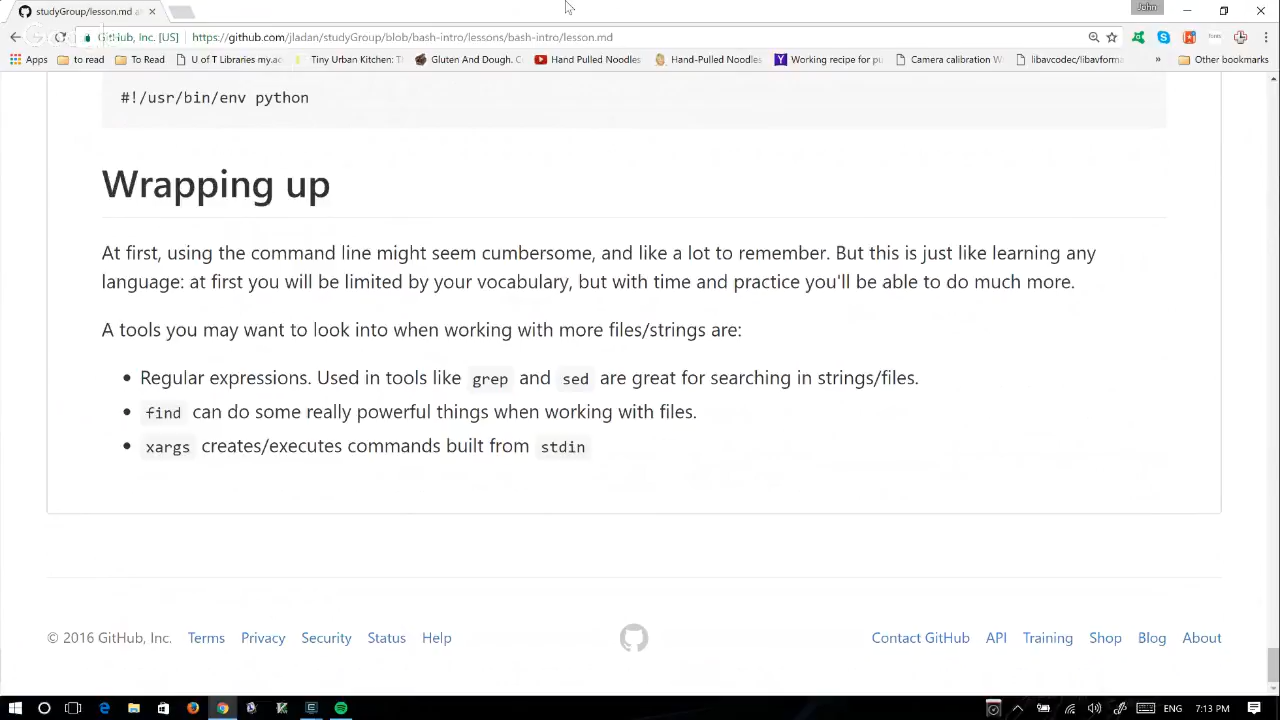 studyGroup/lesson.md a
John
GitHub, Inc. [US]
https://github.com/jladan/studyGroup/blob/bash-intro/lessons/bash-intro/lesson.md
Apps
to read
To Read
U of T Libraries my.ac
Tiny Urban Kitchen: T
Gluten And Dough. C
Hand Pulled Noodles
Hand-Pulled Noodles
Working recipe for pu
Camera calibration W
libavcodec/libavforma
»
Other bookmarks
#!/usr/bin/env python
Wrapping up
At first, using the command line might seem cumbersome, and like a lot to remember. But this is just like learning any
language: at first you will be limited by your vocabulary, but with time and practice you'll be able to do much more.
A tools you may want to look into when working with more files/strings are:
• Regular expressions. Used in tools like grep and sed are great for searching in strings/files.
• find can do some really powerful things when working with files.
• xargs creates/executes commands built from stdin
© 2016 GitHub, Inc. Terms Privacy Security Status Help
Contact GitHub API Training Shop Blog About
ENG 7:13 PM